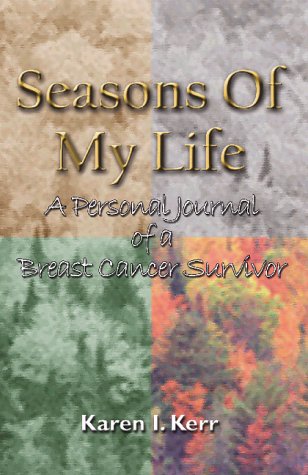 Seasons Of
My Life
A Personal Journal
of a
Breast Cancer Survivor
Karen I. Kerr